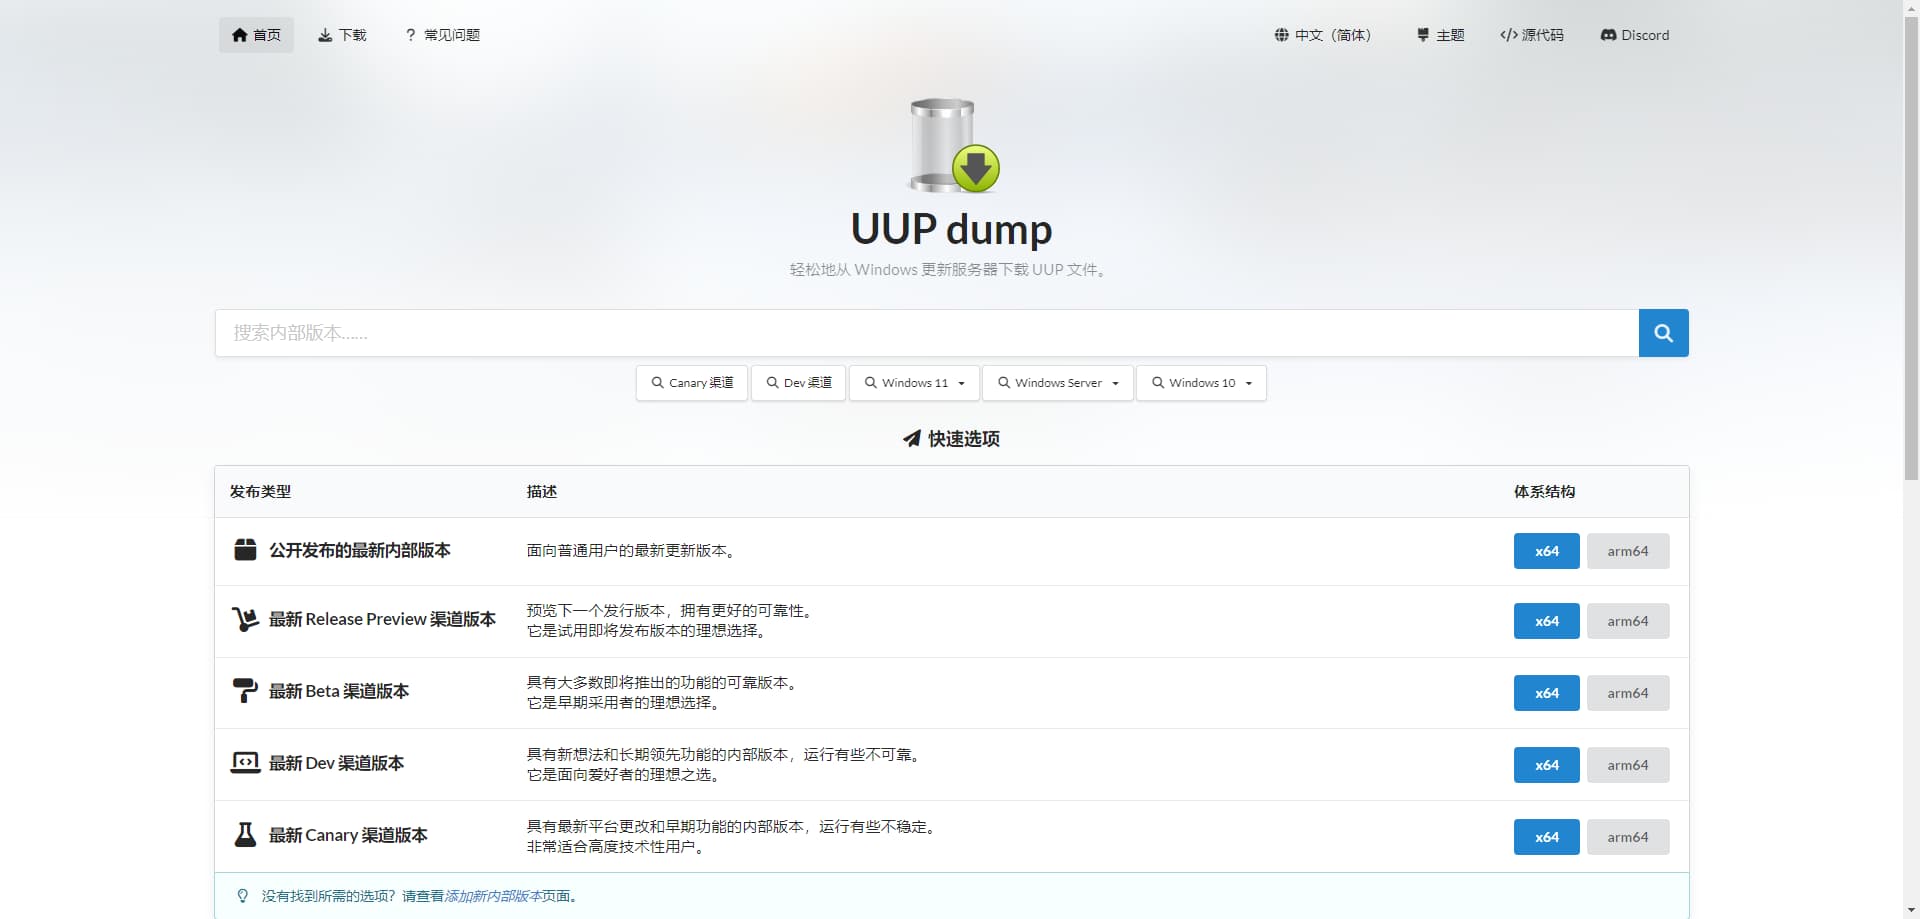 首页
下载
常见问题
中文（简体）
主题
源代码
Discord
UUP dump
轻松地从 Windows 更新服务器下载 UUP 文件。
搜索内部版本……
Canary 渠道
Dev 渠道
Windows 11
Windows Server
Windows 10
快速选项
发布类型 描述 体系结构
公开发布的最新内部版本
面向普通用户的最新更新版本。
x64 arm64
最新 Release Preview 渠道版本
预览下一个发行版本，拥有更好的可靠性。
它是试用即将发布版本的理想选择。
x64 arm64
最新 Beta 渠道版本
具有大多数即将推出的功能的可靠版本。
它是早期采用者的理想选择。
x64 arm64
最新 Dev 渠道版本
具有新想法和长期领先功能的内部版本，运行有些不可靠。
它是面向爱好者的理想之选。
x64 arm64
最新 Canary 渠道版本
具有最新平台更改和早期功能的内部版本，运行有些不稳定。
非常适合高度技术性用户。
x64 arm64
没有找到所需的选项？请查看添加新内部版本页面。